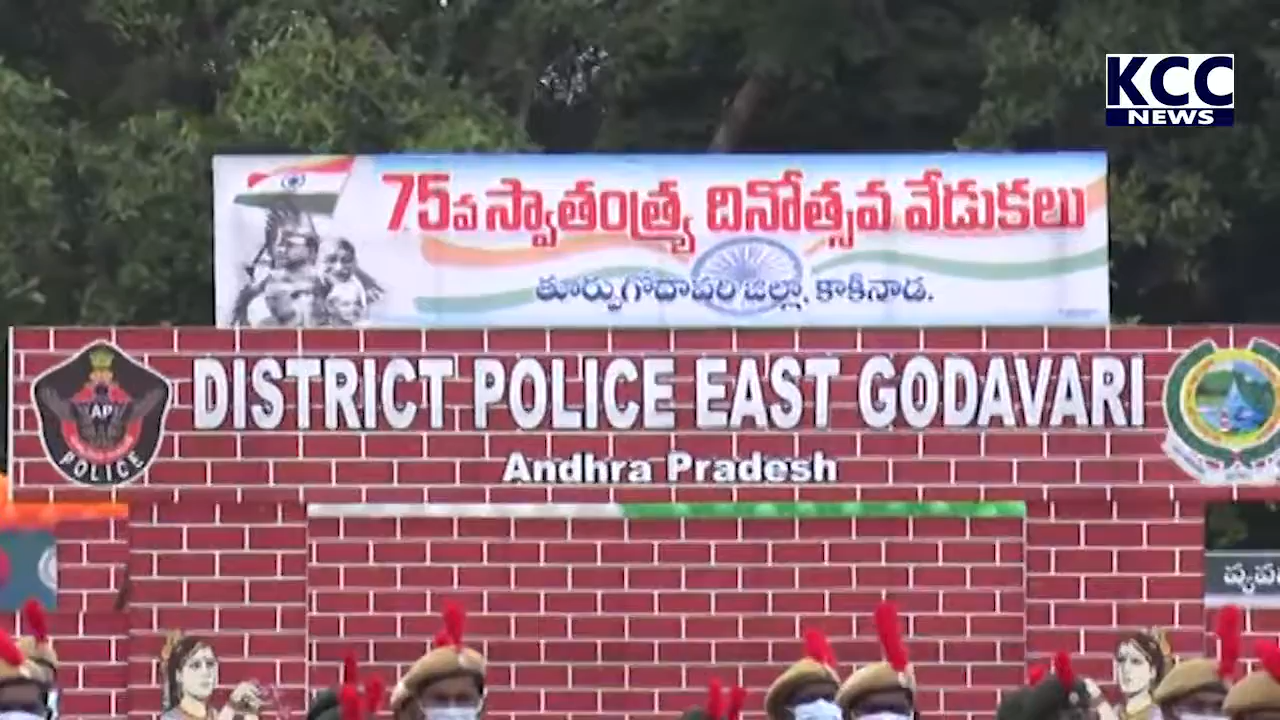 KCC
NEWS
75వ స్వాతంత్ర్య దినోత్సవ వేడుకలు
తూర్పుగోదావరి జిల్లా, కాకినాడ.
DISTRICT POLICE EAST GODAVARI
AP
POLICE
Andhra Pradesh